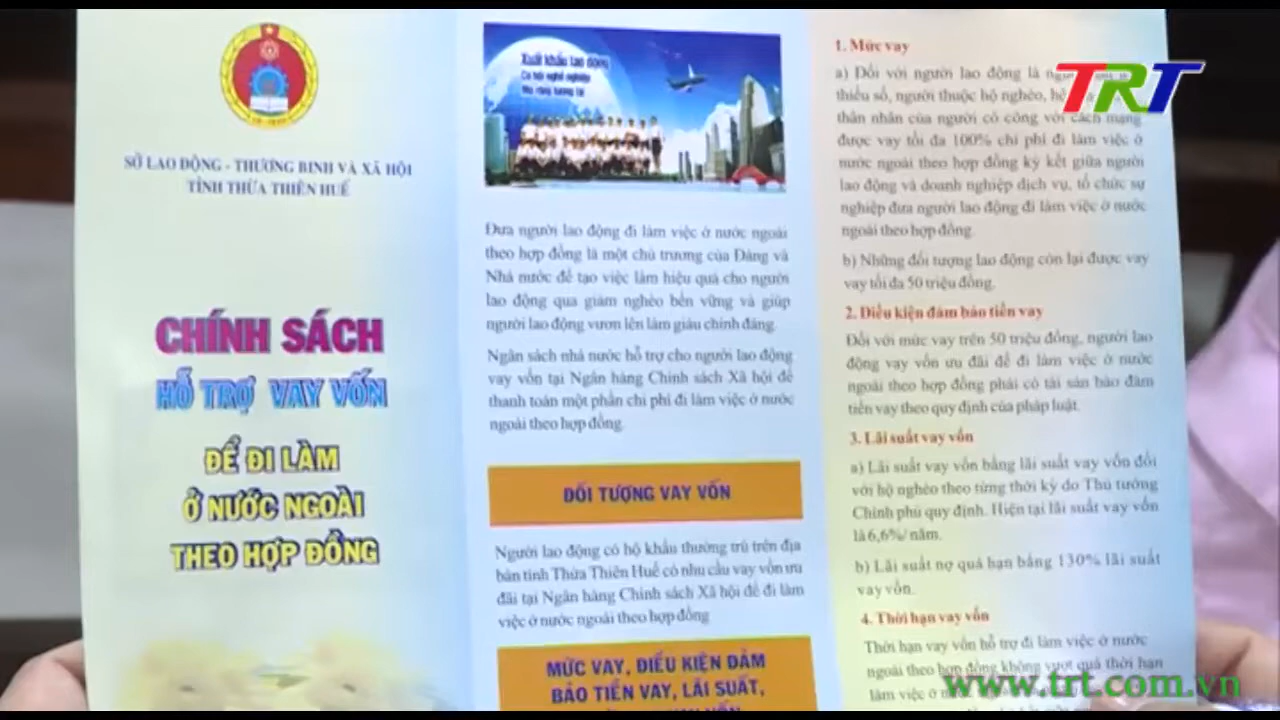 SỞ LAO ĐỘNG - THƯƠNG BINH VÀ XÃ HỘI
TỈNH THỪA THIÊN HUẾ
CHÍNH SÁCH
HỖ TRỢ VAY VỐN
ĐỂ ĐI LÀM
Ở NƯỚC NGOÀI
THEO HỢP ĐỒNG
Xuất khẩu lao động
Cơ hội nghề nghiệp
Đưa người lao động đi làm việc ở nước ngoài
theo hợp đồng là một chủ trương của Đảng và
Nhà nước để tạo việc làm hiệu quả cho người
lao động qua giảm nghèo bền vững và giúp
người lao động vươn lên làm giàu chính đáng.
Ngân sách nhà nước hỗ trợ cho người lao động
vay vốn tại Ngân hàng Chính sách Xã hội để
thanh toán một phần chi phí đi làm việc ở nước
ngoài theo hợp đồng.
ĐỐI TƯỢNG VAY VỐN
Người lao động có hộ khẩu thường trú trên địa
bàn tỉnh Thừa Thiên Huế có nhu cầu vay vốn ưu
đãi tại Ngân hàng Chính sách Xã hội để đi làm
việc ở nước ngoài theo hợp đồng
MỨC VAY, ĐIỀU KIỆN ĐẢM
BẢO TIỀN VAY, LÃI SUẤT,
1. Mức vay
a) Đối với người lao động là
thiểu số, người thuộc hộ nghèo,
thân nhân của người có công với cách mạng
được vay tối đa 100% chi phí đi làm việc ở
nước ngoài theo hợp đồng ký kết giữa người
lao động và doanh nghiệp dịch vụ, tổ chức sự
nghiệp đưa người lao động đi làm việc ở nước
ngoài theo hợp đồng.
b) Những đối tượng lao động còn lại được vay
vay tối đa 50 triệu đồng.
2. Điều kiện đảm bảo tiền vay
Đối với mức vay trên 50 triệu đồng, người lao
động vay vốn ưu đãi để đi làm việc ở nước
ngoài theo hợp đồng phải có tài sản bảo đảm
tiền vay theo quy định của pháp luật.
3. Lãi suất vay vốn
a) Lãi suất vay vốn bằng lãi suất vay vốn đối
với hộ nghèo theo từng thời kỳ do Thủ tướng
Chính phủ quy định. Hiện tại lãi suất vay vốn
là 6,6%/ năm.
b) Lãi suất nợ quá hạn bằng 130% lãi suất
vay vốn.
4. Thời hạn vay vốn
Thời hạn vay vốn hỗ trợ đi làm việc ở nước
ngoài theo hợp đồng không vượt quá thời hạn
làm việc ở
TRT
www.trt.com.vn